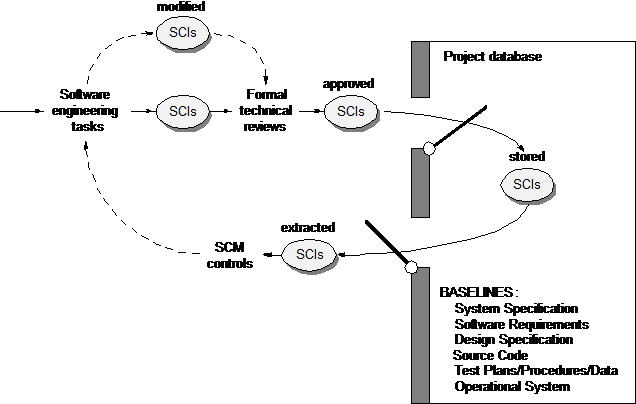 modified
SCIs
stored
Project database
Software
engineering
tasks
SCIs
Formal
technical
reviews
approved
SCIs
stored
SCIs
extracted
SCIs
SCM
controls
BASELINES :
System Specification
Software Requirements
Design Specification
Source Code
Test Plans/Procedures/Data
Operational System